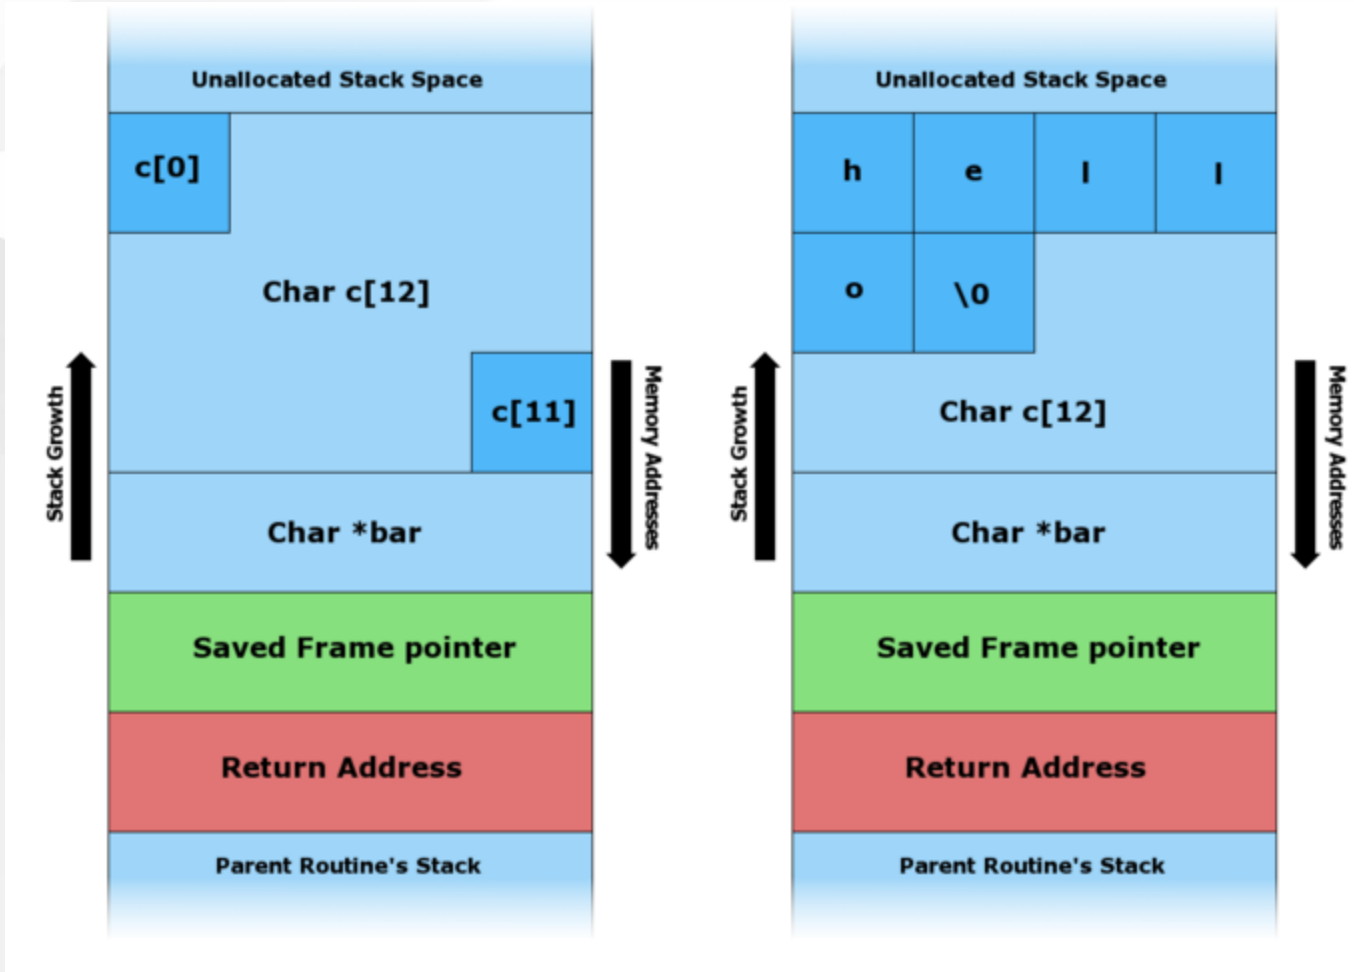 Unallocated Stack Space
c[0]
Char c[12]
c[11]
Stack Growth
Memory Addresses
Char *bar
Saved Frame pointer
Return Address
Parent Routine's Stack
Unallocated Stack Space
h e l l
o \0
Char c[12]
Stack Growth
Memory Addresses
Char *bar
Saved Frame pointer
Return Address
Parent Routine's Stack